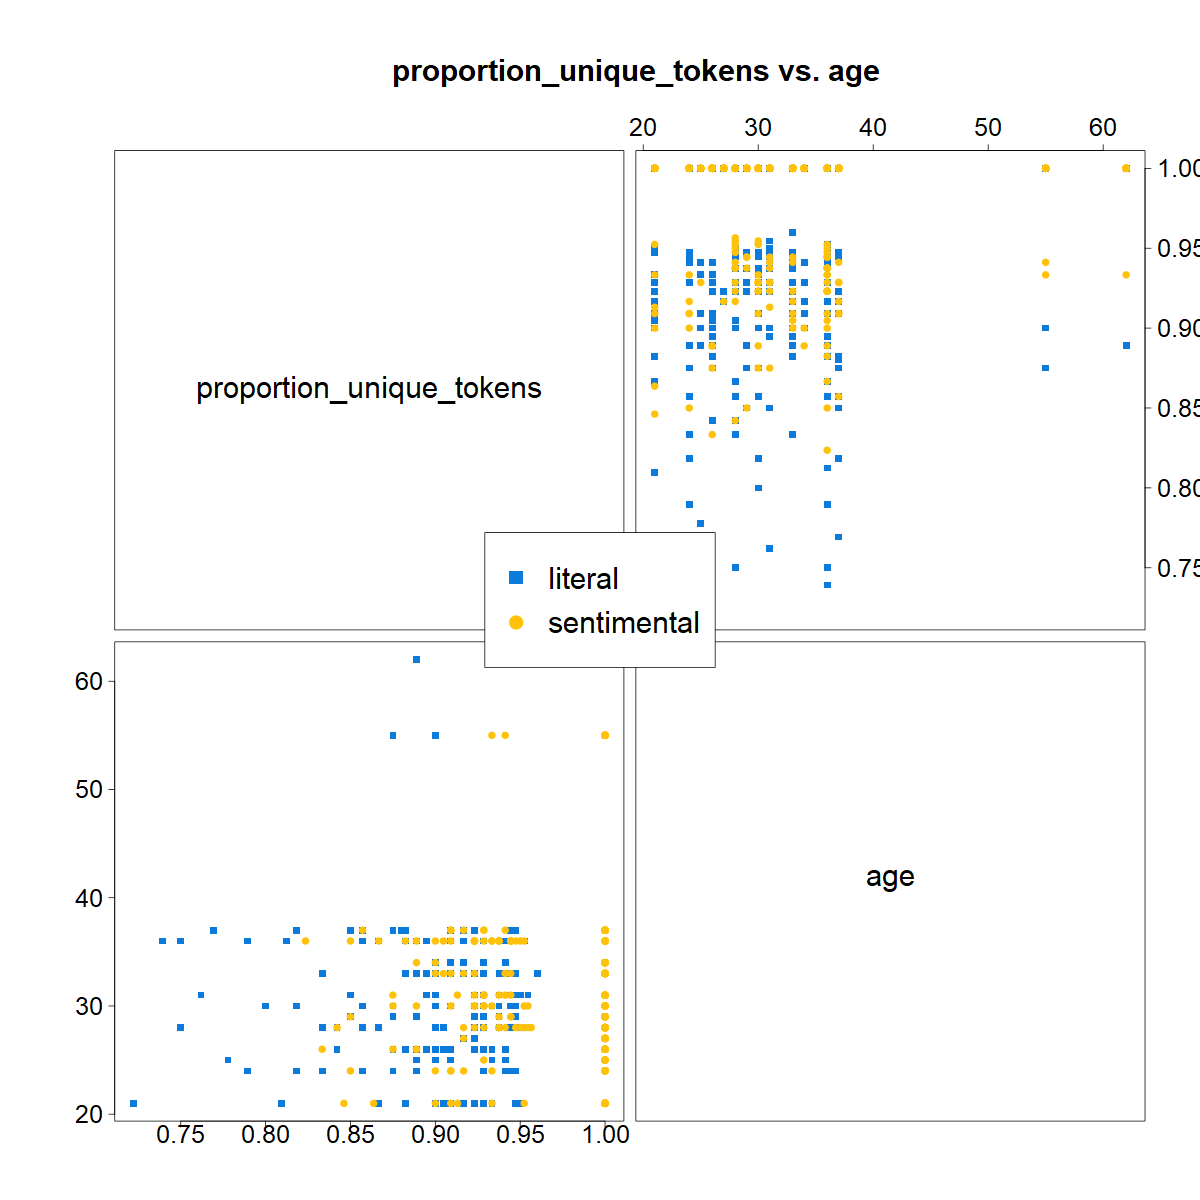 proportion_unique_tokens vs. age
20 30 40 50 60
1.00
0.95
0.90
0.85
0.80
0.75
proportion_unique_tokens
literal
sentimental
age
60
50
40
30
20
0.75 0.80 0.85 0.90 0.95 1.00